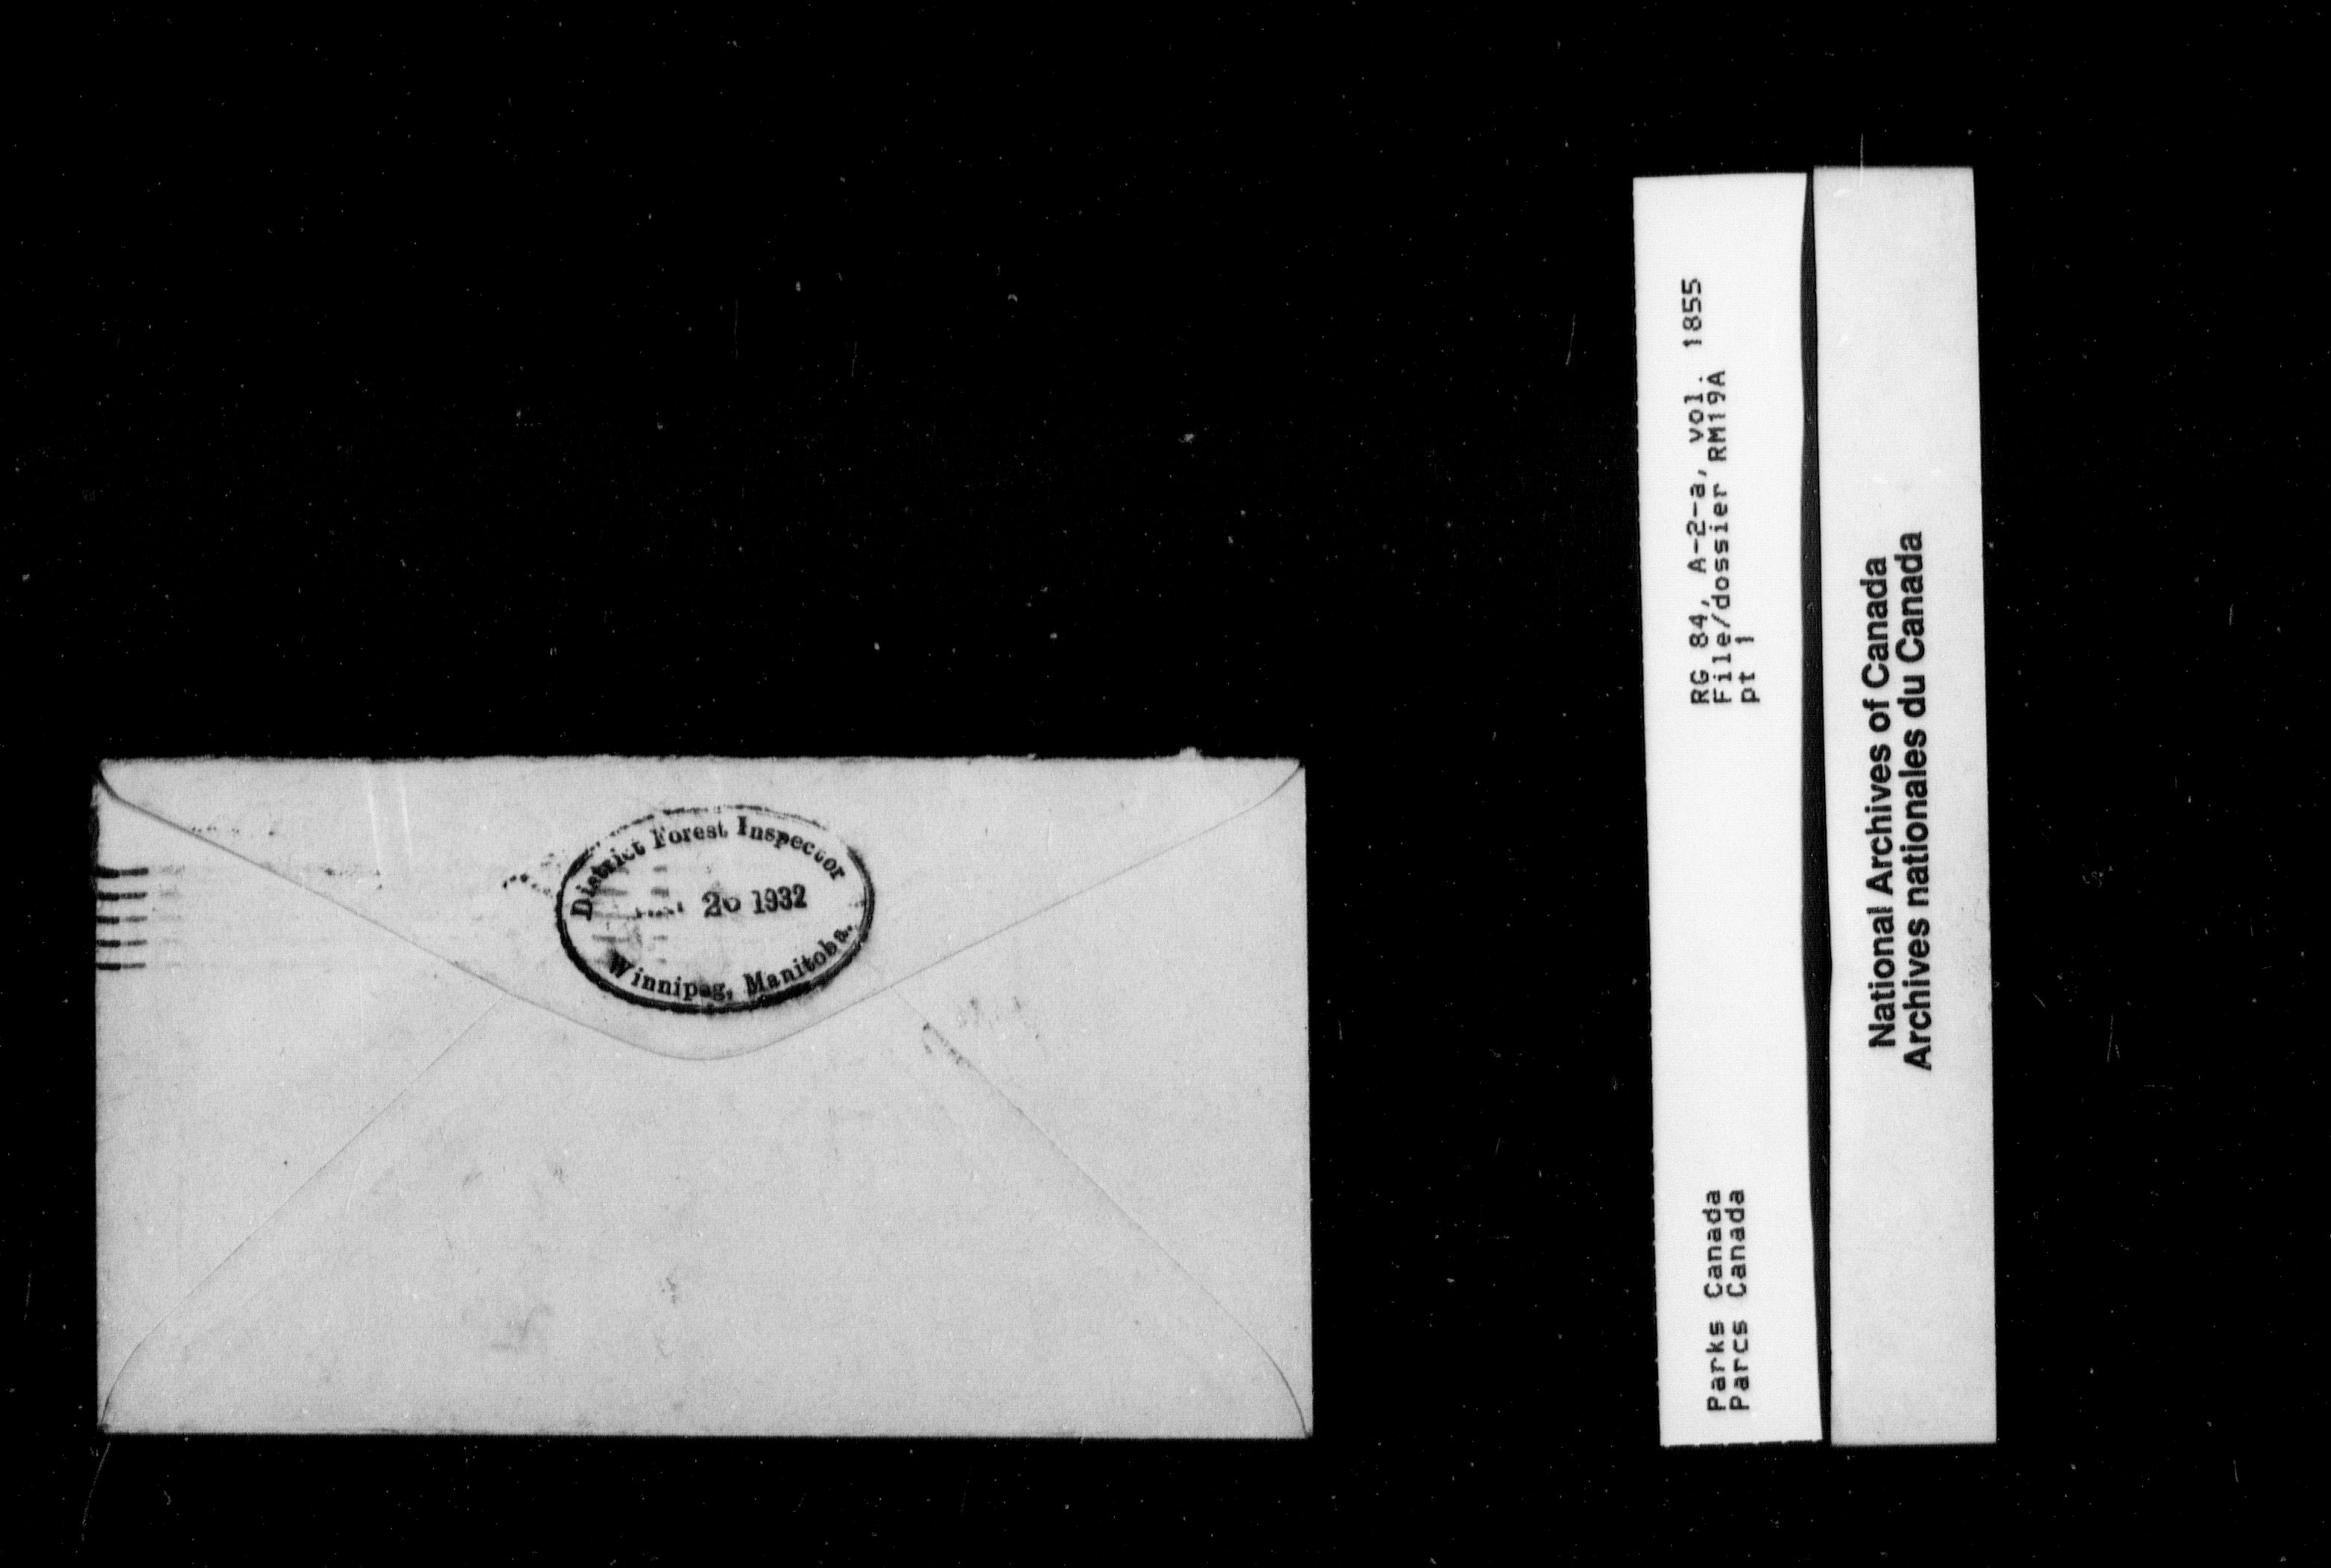 District Forest Inspector
1932
Winnipeg, Manitoba.
RG 84, A-2-a, vol. 1855
File/dossier RM19A
pt 1
Parks Canada
Parcs Canada
National Archives of Canada
Archives nationales du Canada